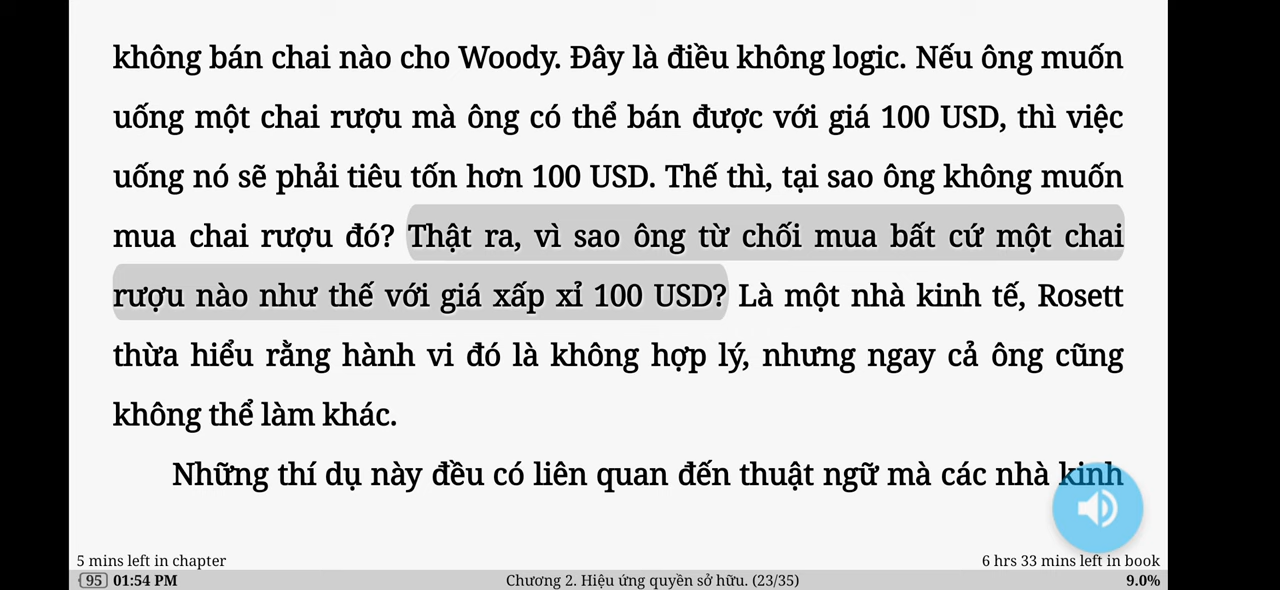 không bán chai nào cho Woody. Đây là điều không logic. Nếu ông muốn
uống một chai rượu mà ông có thể bán được với giá 100 USD, thì việc
uống nó sẽ phải tiêu tốn hơn 100 USD. Thế thì, tại sao ông không muốn
mua chai rượu đó? Thật ra, vì sao ông từ chối mua bất cứ một chai
rượu nào như thế với giá xấp xỉ 100 USD? Là một nhà kinh tế, Rosett
thừa hiểu rằng hành vi đó là không hợp lý, nhưng ngay cả ông cũng
không thể làm khác.
Những thí dụ này đều có liên quan đến thuật ngữ mà các nhà kinh
5 mins left in chapter
6 hrs 33 mins left in book
95 01:54 PM
Chương 2. Hiệu ứng quyền sở hữu. (23/35)
9.0%